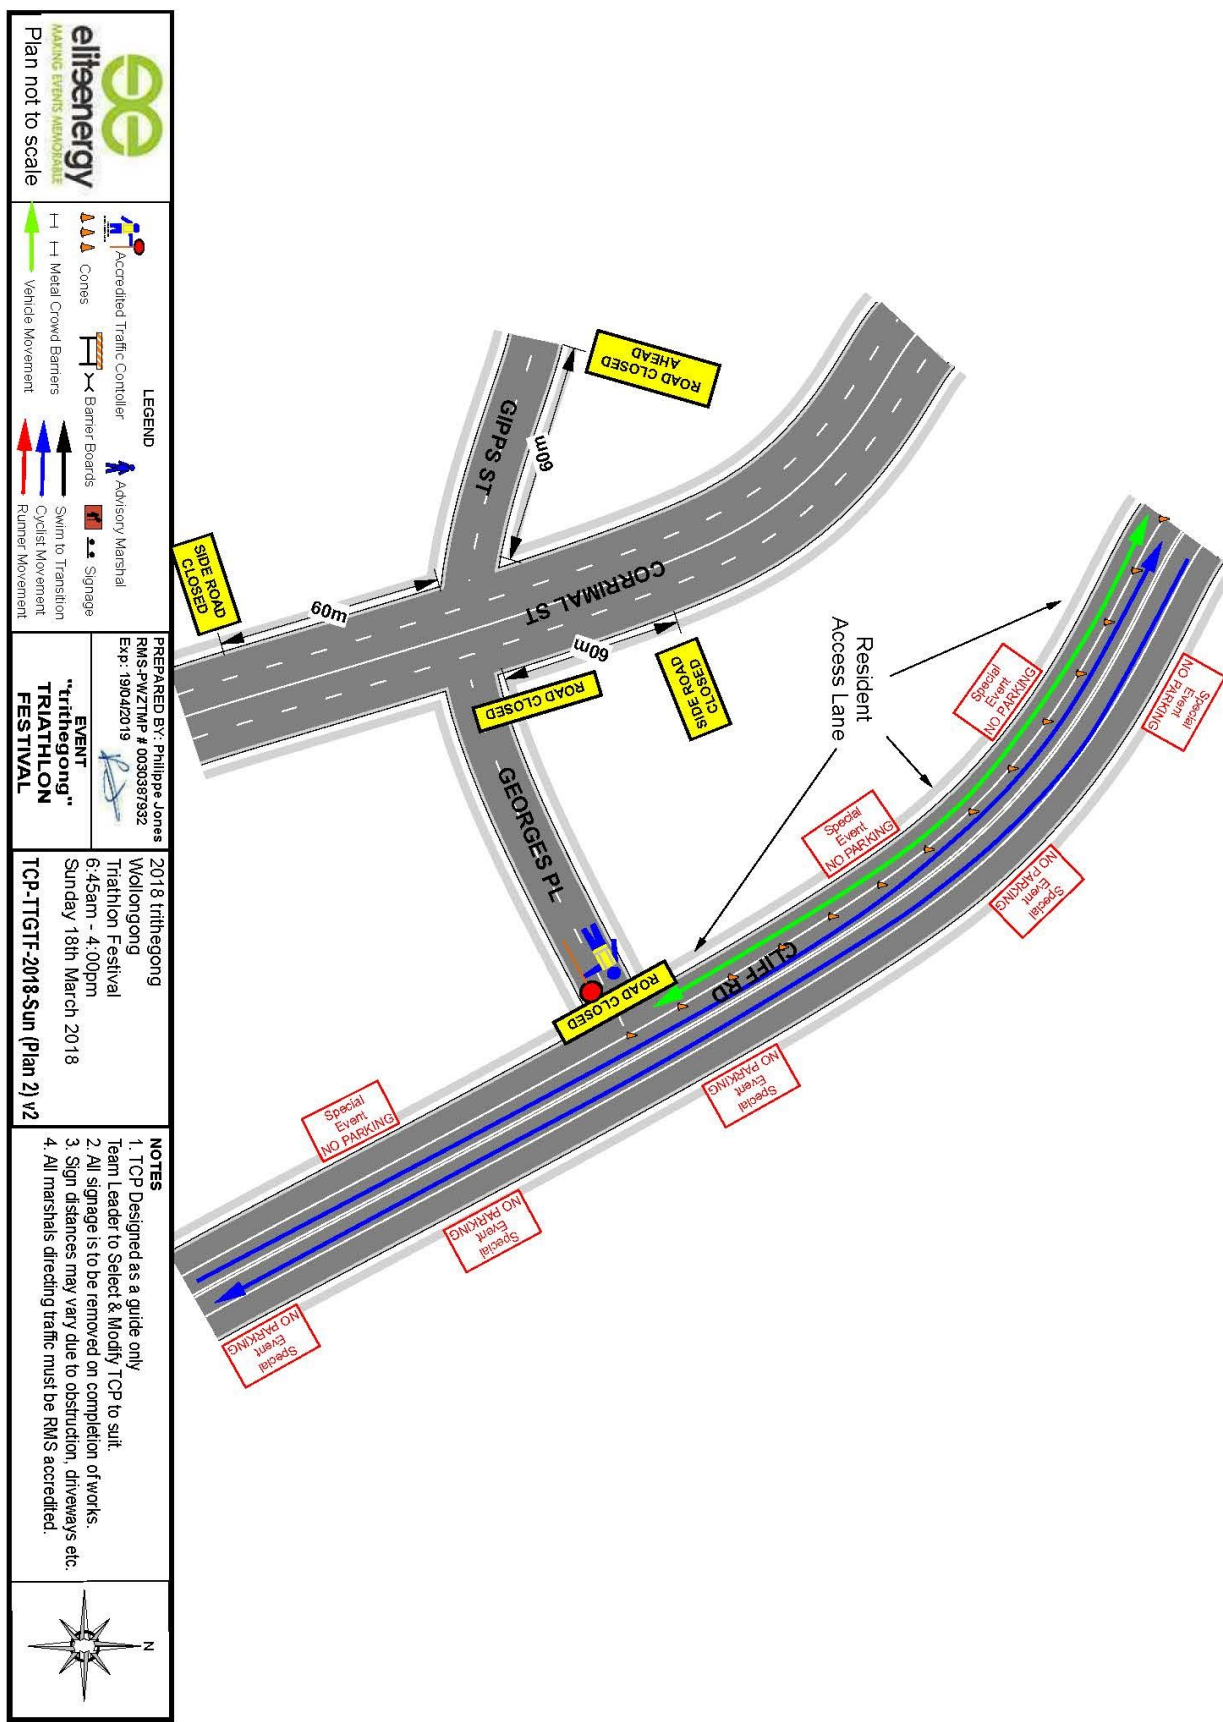 eliteenergy
MAKING EVENTS MEMORABLE
Plan not to scale
LEGEND
Accredited Traffic Contoller
Advisory Marshal
Cones
Barrier Boards
Signage
Metal Crowd Barriers
Swim to Transition
Vehicle Movement
Cyclist Movement
Runner Movement
PREPARED BY: Philippe Jones
RMS-PWZTMP # 0030387932
Exp: 19/04/2019
EVENT
"trithegong"
TRIATHLON
FESTIVAL
2018 trithegong
Wollongong
Triathlon Festival
6:45am - 4:00pm
Sunday 18th March 2018
TCP-TTGTF-2018-Sun (Plan 2) v2
NOTES
1. TCP Designed as a guide only
Team Leader to Select & Modify TCP to suit.
2. All signage is to be removed on completion of works.
3. Sign distances may vary due to obstruction, driveways etc.
4. All marshals directing traffic must be RMS accredited.
N
ROAD CLOSED
AHEAD
60m
GIPPS ST
CORRIMAL ST
SIDE ROAD
CLOSED
60m
60m
SIDE ROAD
CLOSED
ROAD CLOSED
GEORGES PL
ROAD CLOSED
Resident
Access Lane
CLIFF RD
Special
Event
NO PARKING
Special
Event
NO PARKING
Special
Event
NO PARKING
Special
Event
NO PARKING
Special
Event
NO PARKING
Special
Event
NO PARKING
Special
Event
NO PARKING
Special
Event
NO PARKING